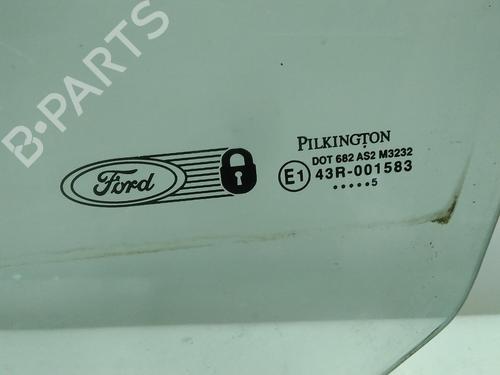 B-PARTS
Ford
PILKINGTON
DOT 682 AS2 M3232
E1 43R-001583
.....5